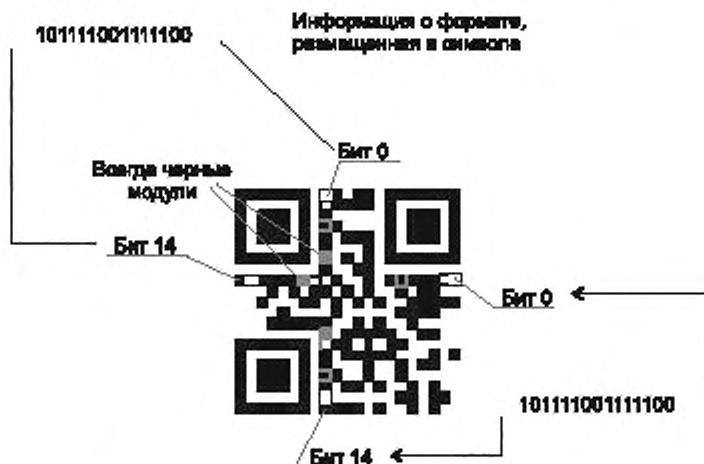 101111001111100
Информация о формате,
размещенная в символе
Бит 0
Всегда черные
модули
Бит 14
Бит 0
101111001111100
Бит 14